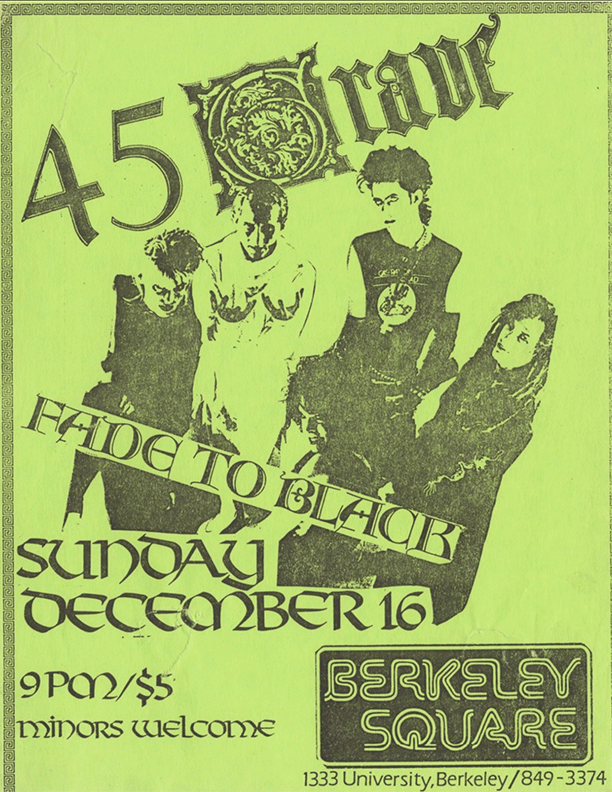 45 Grave
FADE TO BLACK
SUNDAY
DECEMBER 16
9 PM/$5
MINORS WELCOME
BERKELEY
SQUARE
1333 University, Berkeley/849-3374